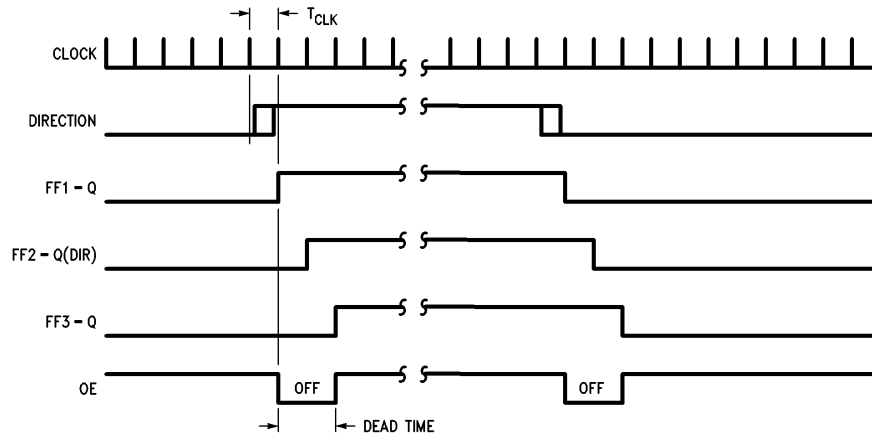 T_CLK
CLOCK
DIRECTION
FF1-Q
FF2-Q(DIR)
FF3-Q
OE
OFF
OFF
DEAD TIME